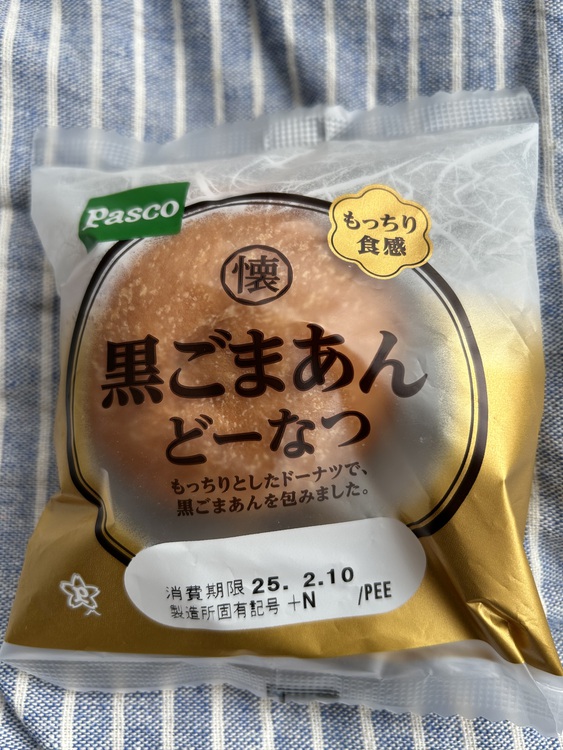 Pasco
もっちり
食感
懐
黒ごまあん
どーなつ
もっちりとしたドーナツで、
黒ごまあんを包みました。
消費期限 25. 2.10
製造所固有記号 +N /PEE